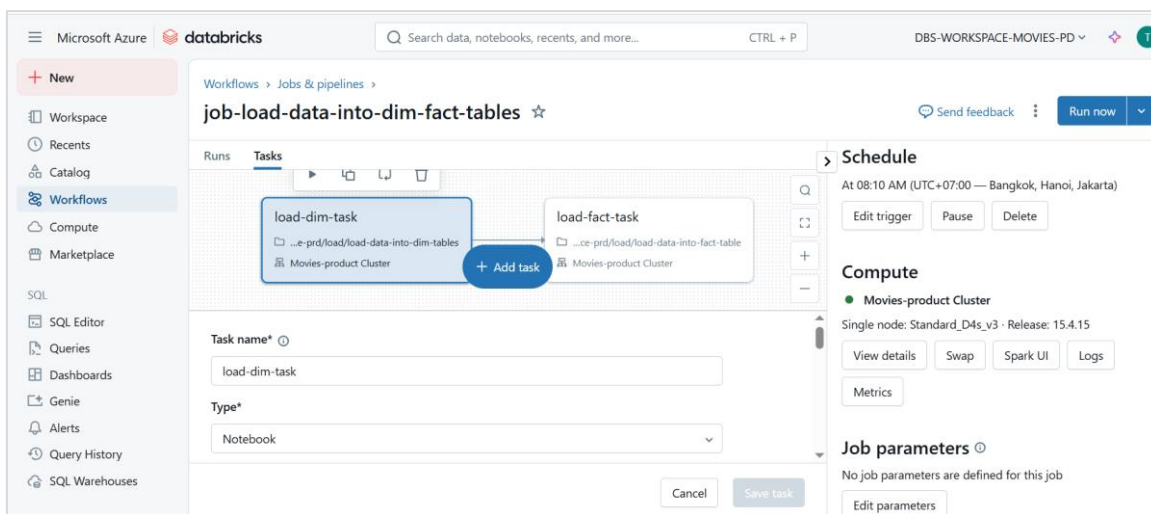 Microsoft Azure databricks Search data, notebooks, recents, and more... CTRL + P DBS-WORKSPACE-MOVIES-PD T
New
Workspace
Recents
Catalog
Workflows
Compute
Marketplace
SQL
SQL Editor
Queries
Dashboards
Genie
Alerts
Query History
SQL Warehouses
Workflows > Jobs & pipelines >
job-load-data-into-dim-fact-tables
Send feedback Run now
Runs Tasks
load-dim-task
...e-prd/load/load-data-into-dim-tables
Movies-product Cluster
+ Add task
load-fact-task
...ce-prd/load/load-data-into-fact-table
Movies-product Cluster
Task name*
load-dim-task
Type*
Notebook
Cancel Save task
Schedule
At 08:10 AM (UTC+07:00 — Bangkok, Hanoi, Jakarta)
Edit trigger Pause Delete
Compute
Movies-product Cluster
Single node: Standard_D4s_v3 · Release: 15.4.15
View details Swap Spark UI Logs
Metrics
Job parameters
No job parameters are defined for this job
Edit parameters